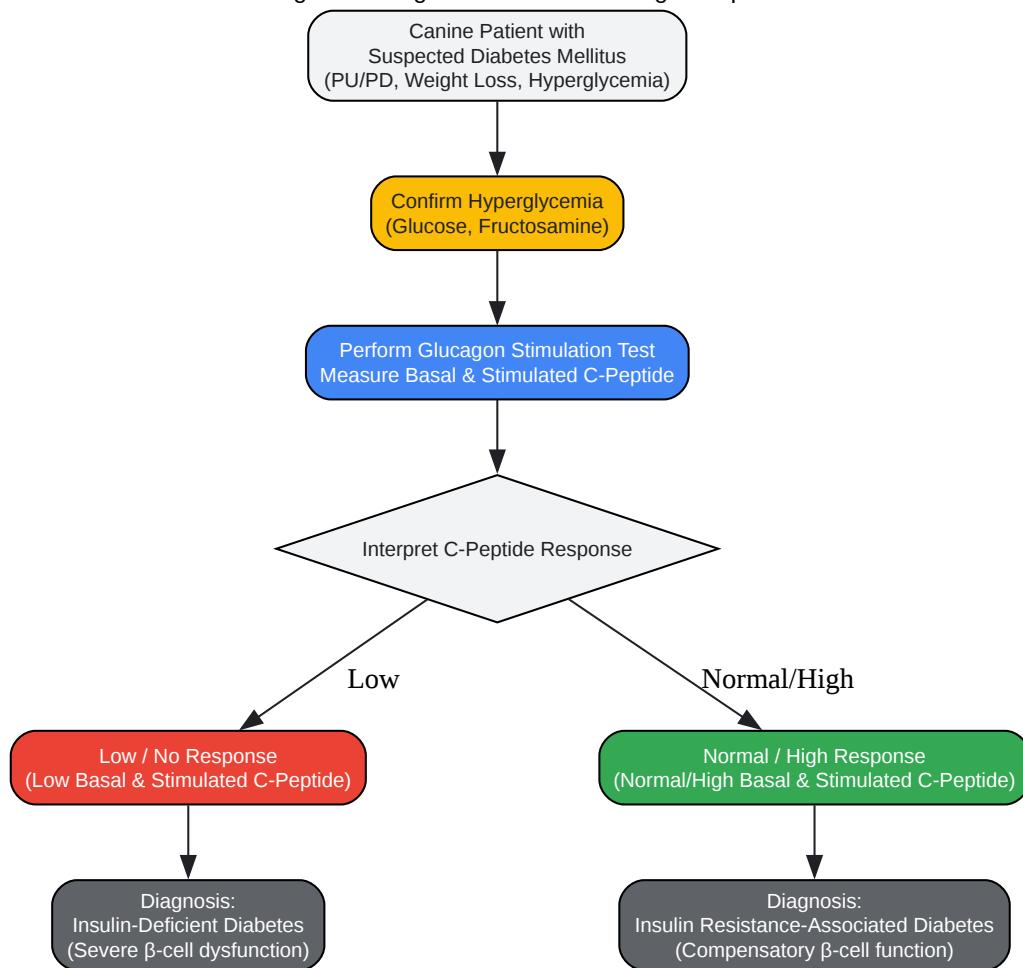 Canine Patient with
Suspected Diabetes Mellitus
(PU/PD, Weight Loss, Hyperglycemia)
Confirm Hyperglycemia
(Glucose, Fructosamine)
Perform Glucagon Stimulation Test
Measure Basal & Stimulated C-Peptide
Interpret C-Peptide Response
Low
Normal/High
Low / No Response
(Low Basal & Stimulated C-Peptide)
Normal / High Response
(Normal/High Basal & Stimulated C-Peptide)
Diagnosis:
Insulin-Deficient Diabetes
(Severe β-cell dysfunction)
Diagnosis:
Insulin Resistance-Associated Diabetes
(Compensatory β-cell function)